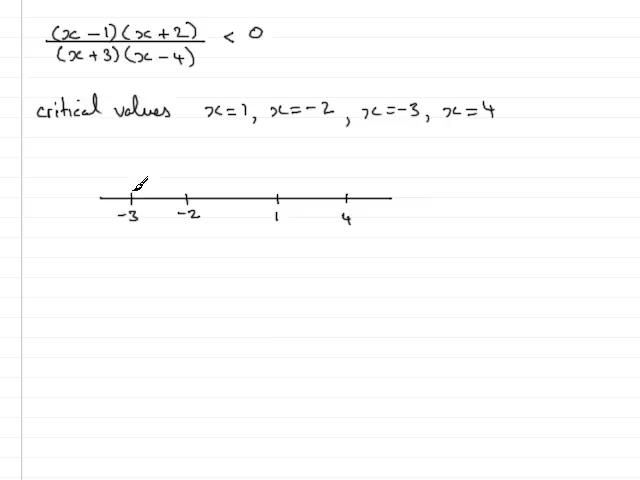 (x-1)(x+2)
(x+3)(x-4)
< 0
critical values x=1, x=-2, x=-3, x=4
-3 -2 1 4